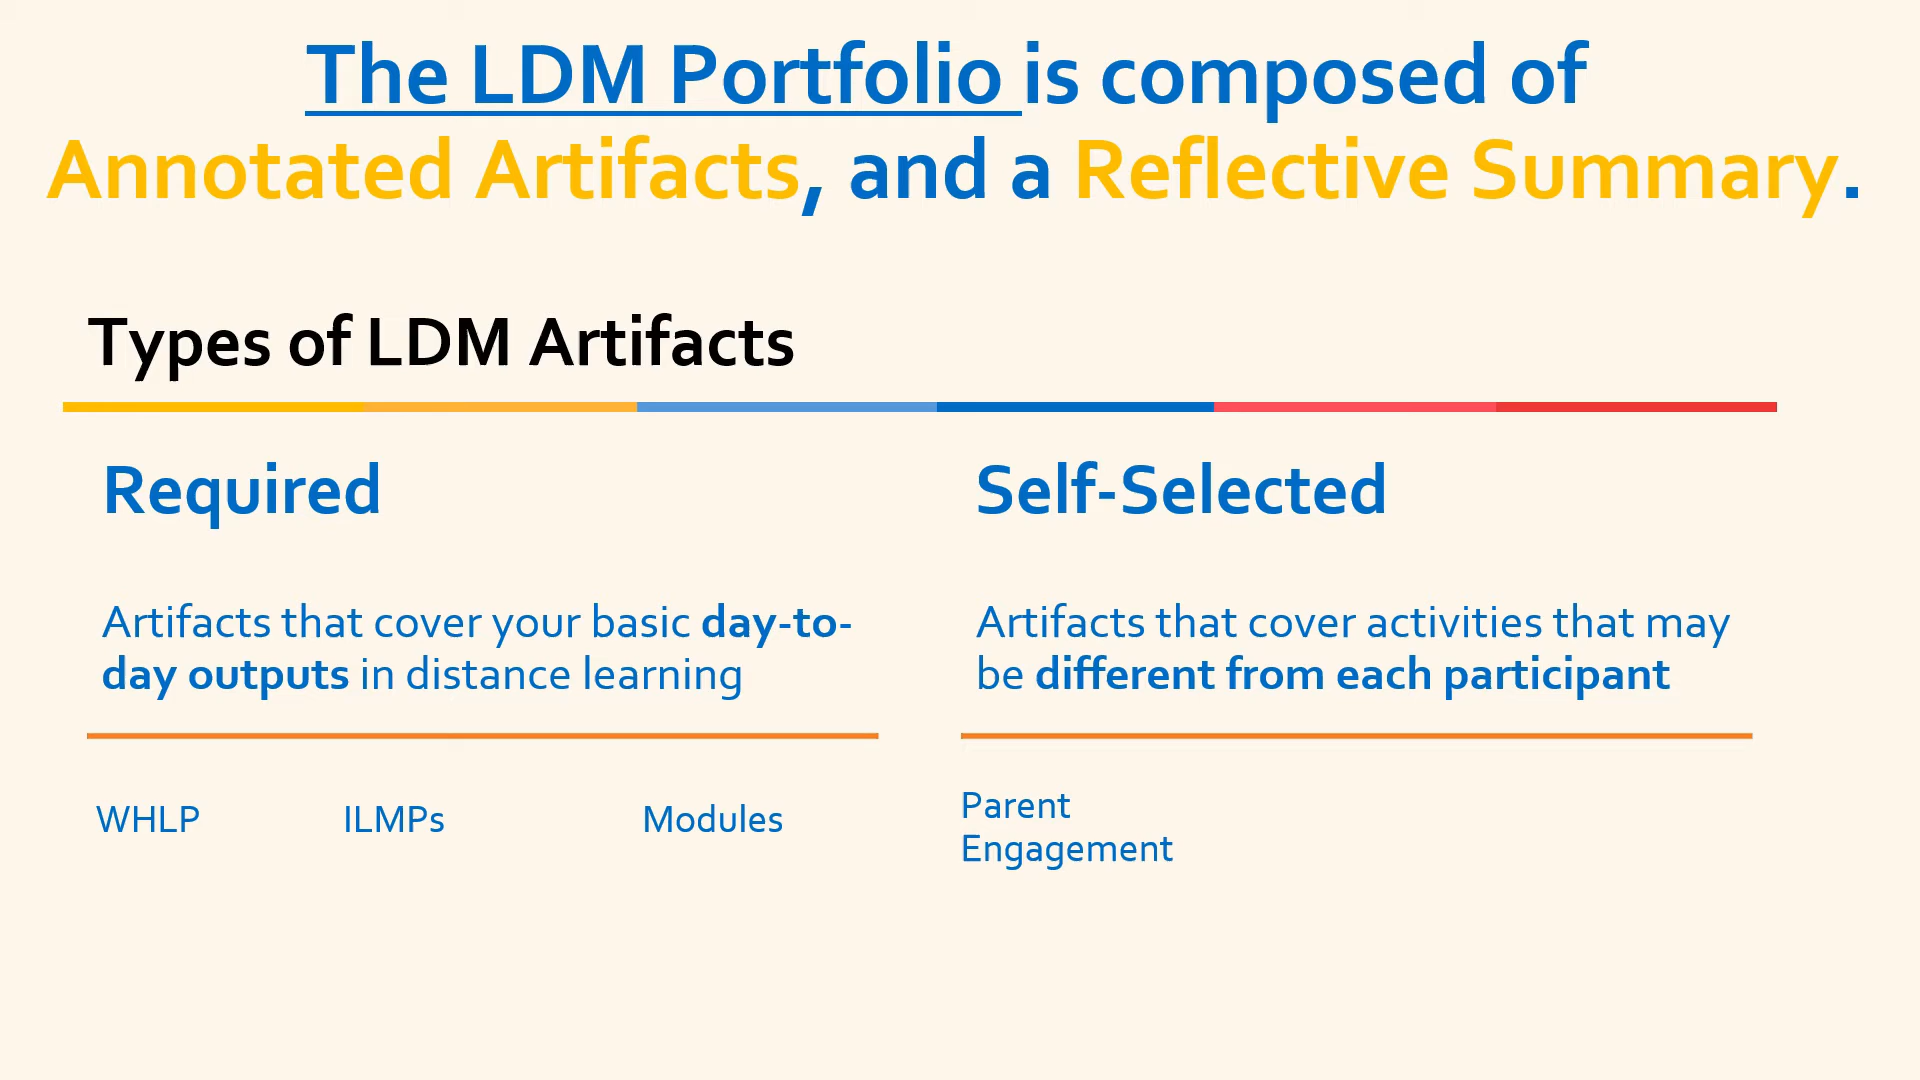 The LDM Portfolio is composed of
Annotated Artifacts, and a Reflective Summary.
Types of LDM Artifacts
Required
Artifacts that cover your basic day-to-
day outputs in distance learning
WHLP ILMPs Modules
Self-Selected
Artifacts that cover activities that may
be different from each participant
Parent
Engagement